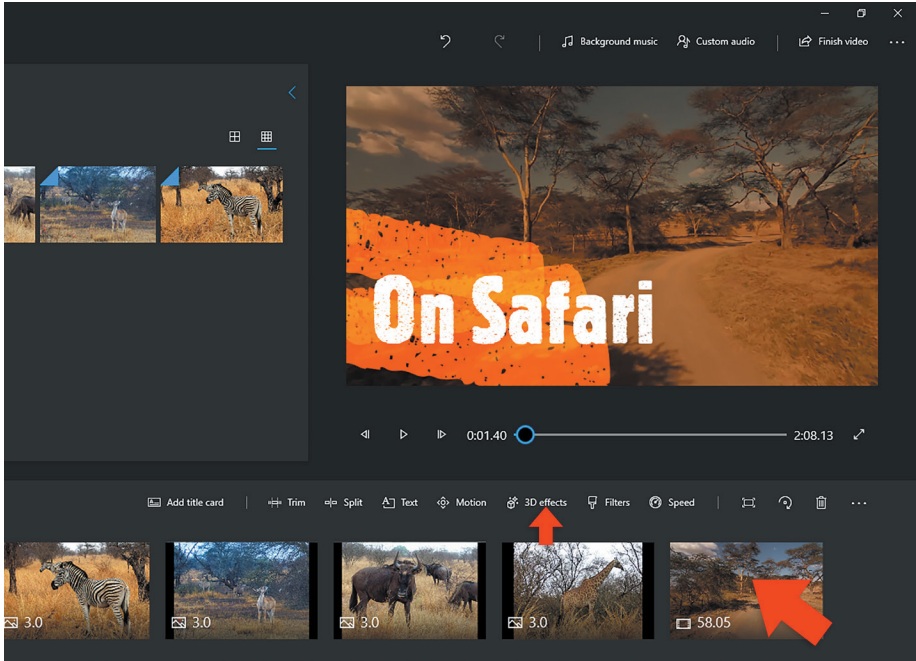 Background music
Custom audio
Finish video
On Safari
0:01.40
2:08.13
Add title card
Trim
Split
Text
Motion
3D effects
Filters
Speed
3.0
3.0
3.0
3.0
58.05